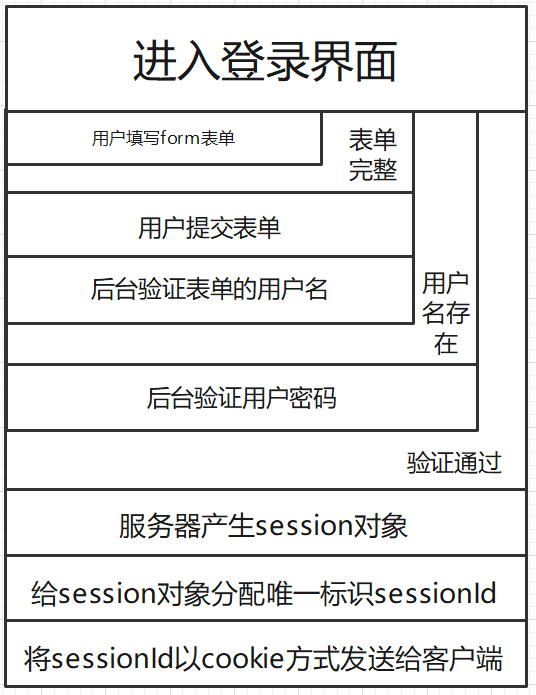 进入登录界面
用户填写form表单
表单
完整
用户提交表单
后台验证表单的用户名
用户
名存
在
后台验证用户密码
验证通过
服务器产生session对象
给session对象分配唯一标识sessionId
将sessionId以cookie方式发送给客户端